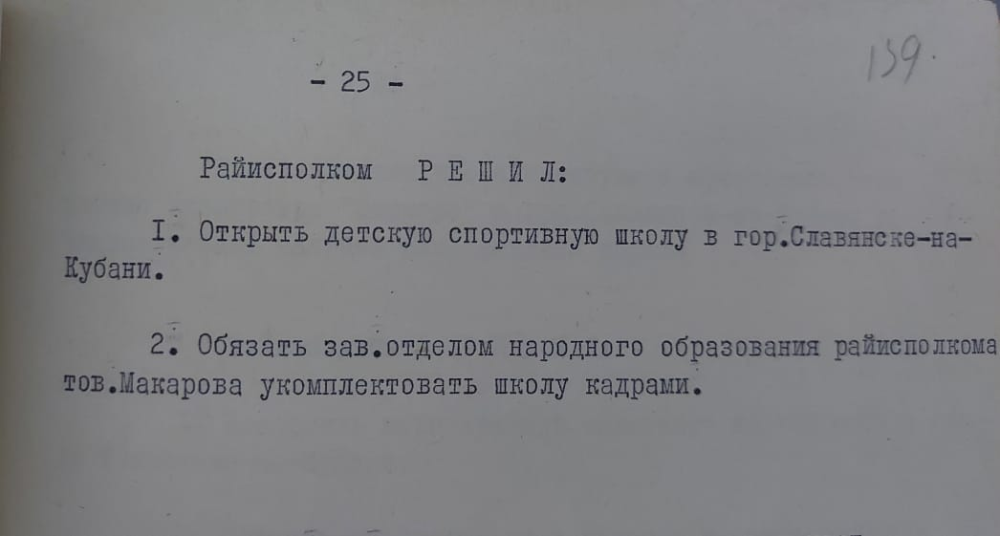 139.
- 25 -
Райисполком Р Е Ш И Л:
I. Открыть детскую спортивную школу в гор.Славянске-на-
Кубани.
2. Обязать зав.отделом народного образования райисполкома
тов.Макарова укомплектовать школу кадрами.